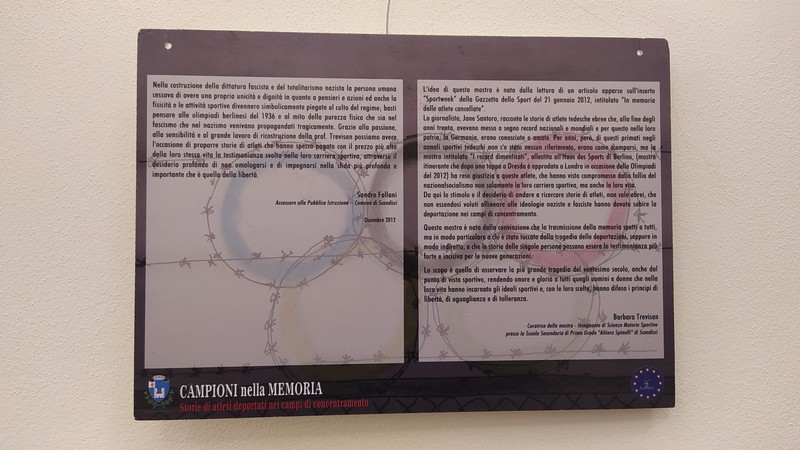 Nella costruzione della dittatura fascista e del totalitarismo nazista la persona umana
cessava di avere una propria unicità e dignità in quanto a pensieri e azioni ed anche la
fisicità e le attività sportive divennero simbolicamente piegate al culto del regime; basti
pensare alle olimpiadi berlinesi del 1936 e al mito della purezza fisica che sia nel
fascismo che nel nazismo venivano propagandati tragicamente. Grazie alla passione,
alla sensibilità e al grande lavoro di ricostruzione della prof. Trevisan possiamo avere
l'occasione di proporre storie di atleti che hanno spesso pagato con il prezzo più alto
della loro stessa vita la testimonianza svolta nella loro carriera sportiva, attraverso il
desiderio profondo di non omologarsi e di impegnarsi nella sfida più profonda e
importante che è quella della libertà.
Sandro Fallani
Assessore alla Pubblica Istruzione - Comune di Scandicci
Dicembre 2012
L'idea di questa mostra è nata dalla lettura di un articolo apparso sull'inserto
"Sportweek" della Gazzetta dello Sport del 21 gennaio 2012, intitolato "In memoria
delle atlete cancellate".
La giornalista, Jane Santoro, racconta le storie di atlete tedesche ebree che, alla fine degli
anni trenta, avevano messo a segno record nazionali e mondiali e per questo nella loro
patria, la Germania, erano conosciute e amate. Per anni, però, di questi primati negli
annali sportivi tedeschi non c'è stato nessun riferimento, erano come scomparsi, ma la
mostra intitolata "I record dimenticati", allestita all'Haus des Sports di Berlino, (mostra
itinerante che dopo una tappa a Dresda è approdata a Londra in occasione delle Olimpiadi
del 2012) ha reso giustizia a queste atlete, che hanno visto compromessa dalla follia del
nazionalsocialismo non solamente la loro carriera sportiva, ma anche la loro vita.
Da qui lo stimolo e il desiderio di andare a ricercare storie di atleti, non solo ebrei, che
non essendosi voluti allineare alle ideologie naziste e fasciste hanno dovuto subire la
deportazione nei campi di concentramento.
Questa mostra è nata dalla convinzione che la trasmissione della memoria spetti a tutti,
ma in modo particolare a chi è stato toccato dalla tragedia delle deportazioni, seppure in
modo indiretto, e che le storie delle singole persone possano essere la testimonianza più
forte e incisiva per le nuove generazioni.
Lo scopo è quello di osservare la più grande tragedia del ventesimo secolo, anche dal
punto di vista sportivo, rendendo onore e gloria a tutti quegli uomini e donne che nella
loro vita hanno incarnato gli ideali sportivi e, con le loro scelte, hanno difeso i principi di
libertà, di uguaglianza e di tolleranza.
Barbara Trevisan
Curatrice della mostra - Insegnante di Scienze Motorie Sportive
presso la Scuola Secondaria di Primo Grado "Altiero Spinelli" di Scandicci
CAMPIONI nella MEMORIA
Storie di atleti deportati nei campi di concentramento